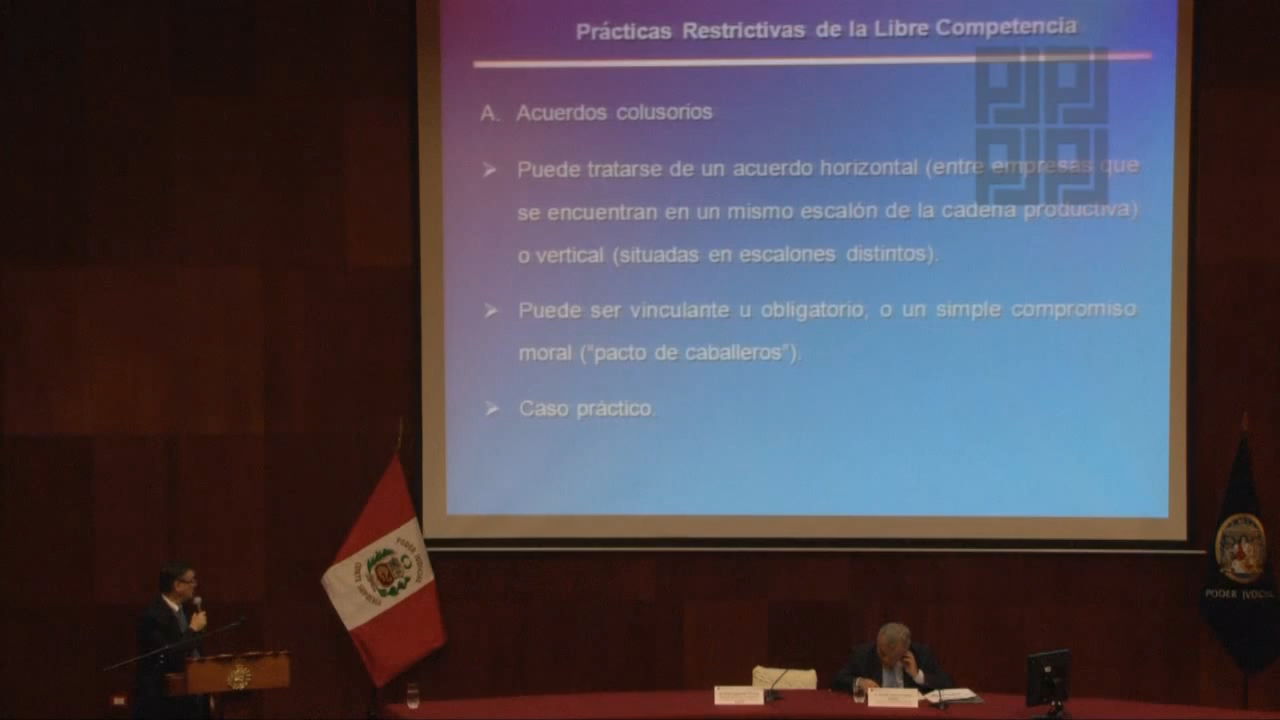 Prácticas Restrictivas de la Libre Competencia
A. Acuerdos colusorios
➢ Puede tratarse de un acuerdo horizontal (entre empresas que
se encuentran en un mismo escalón de la cadena productiva)
o vertical (situadas en escalones distintos).
➢ Puede ser vinculante u obligatorio, o un simple compromiso
moral ("pacto de caballeros").
➢ Caso práctico.
PODER JUDICIAL
PODER JUDICIAL